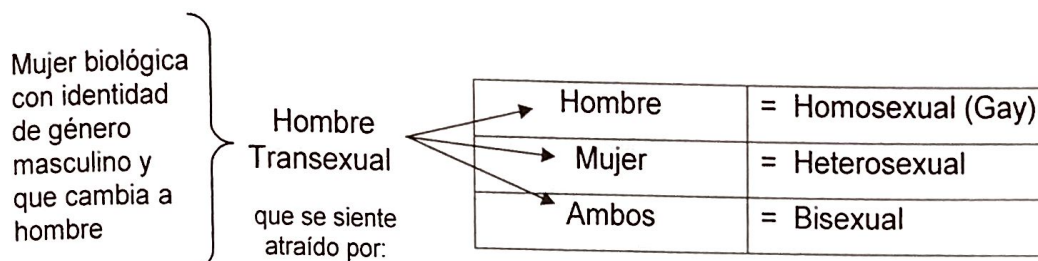 Mujer biológica
con identidad
de género
masculino y
que cambia a
hombre
Hombre
Transexual
que se siente
atraído por:
Hombre = Homosexual (Gay)
Mujer = Heterosexual
Ambos = Bisexual